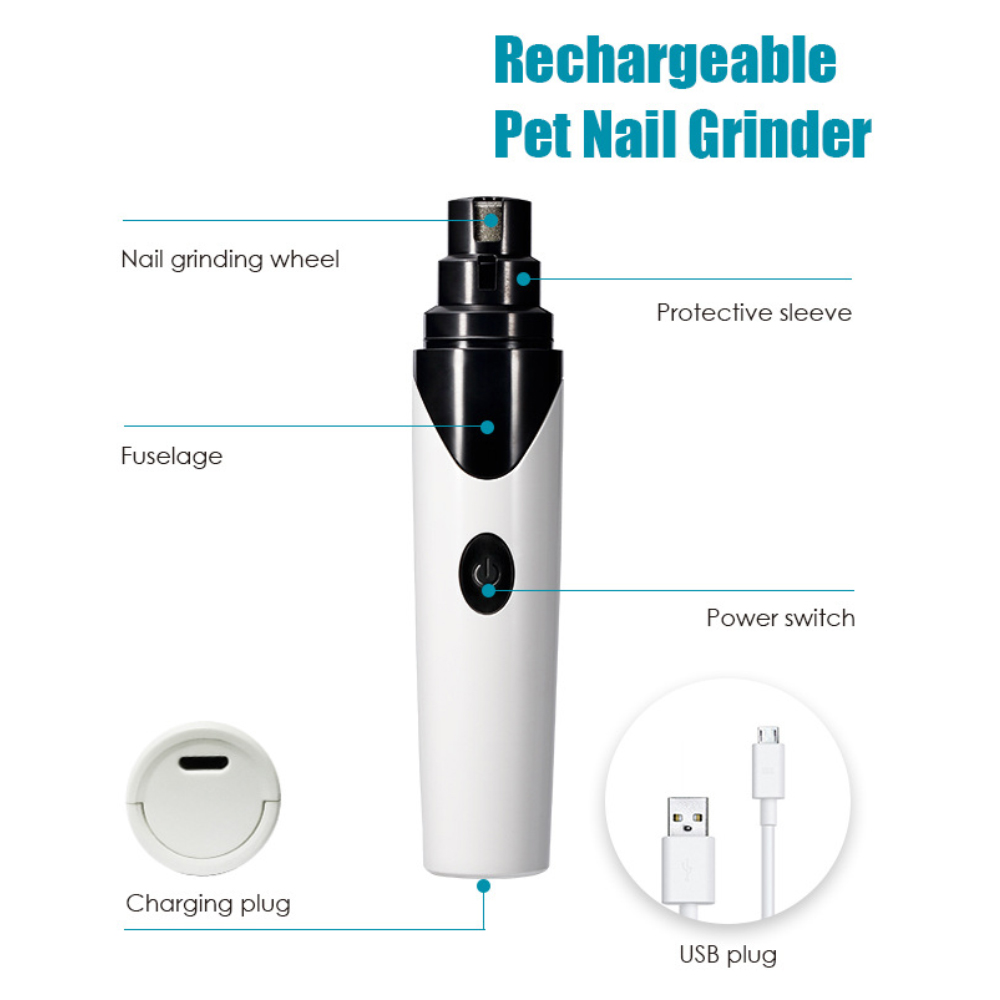 Rechargeable
Pet Nail Grinder
Nail grinding wheel
Protective sleeve
Fuselage
Power switch
Charging plug
USB plug